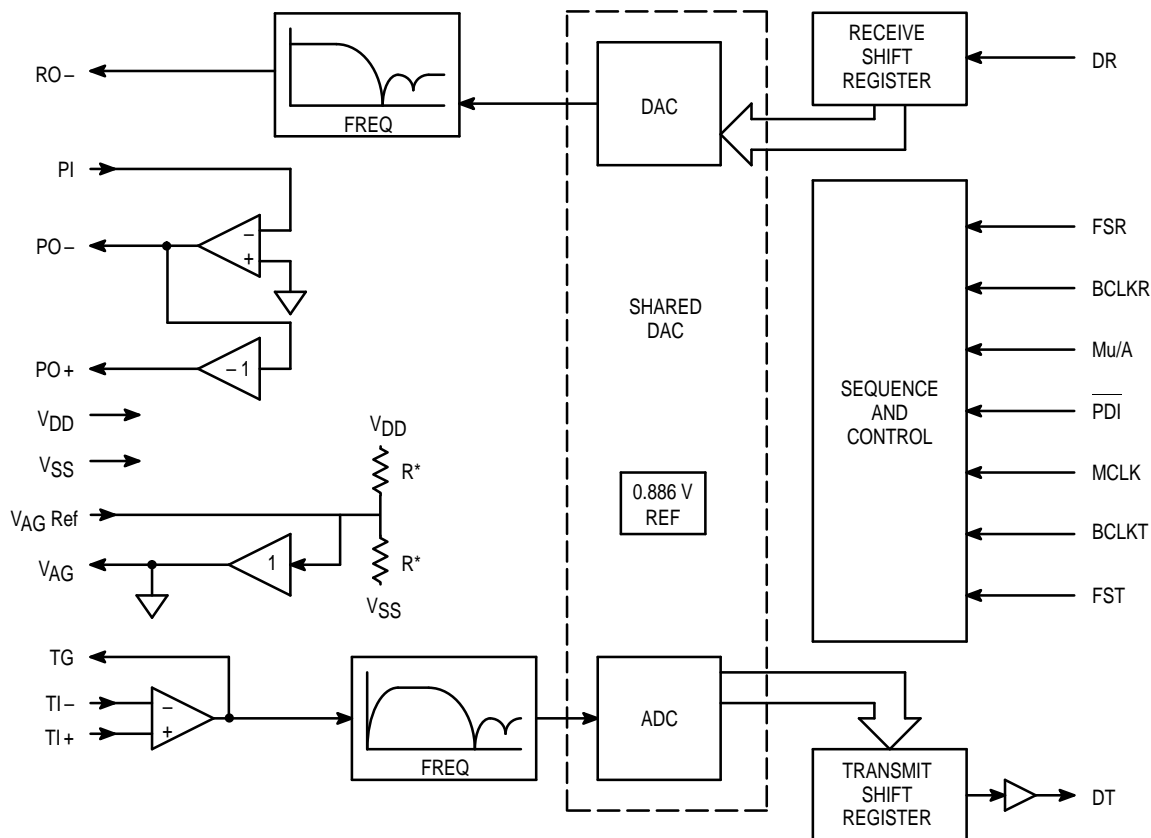 RO–
FREQ
DAC
RECEIVE
SHIFT
REGISTER
DR
PI
PO–
–
+
PO+
– 1
SHARED
DAC
SEQUENCE
AND
CONTROL
FSR
BCLKR
Mu/A
PDI
MCLK
BCLKT
FST
VDD
VSS
VAG Ref
VAG
1
VDD
R*
R*
VSS
0.886 V
REF
TG
TI–
TI+
–
+
FREQ
ADC
TRANSMIT
SHIFT
REGISTER
DT